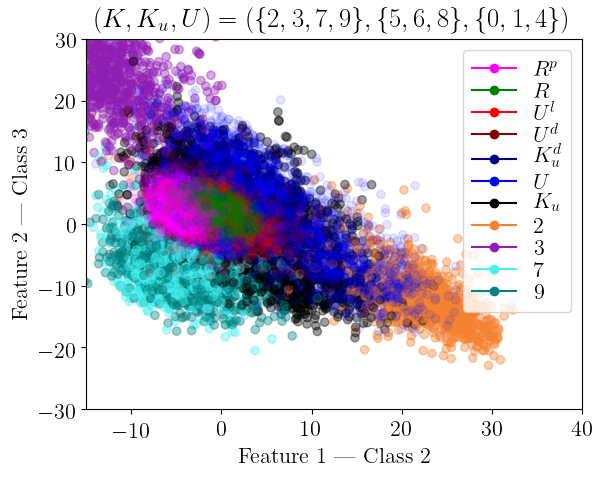 (K, K_u, U) = ({2, 3, 7, 9}, {5, 6, 8}, {0, 1, 4})
30
20
10
0
−10
−20
−30
Feature 2 — Class 3
R^p
R
U^l
U^d
K_u^d
U
K_u
2
3
7
9
−10
0
10
20
30
40
Feature 1 — Class 2